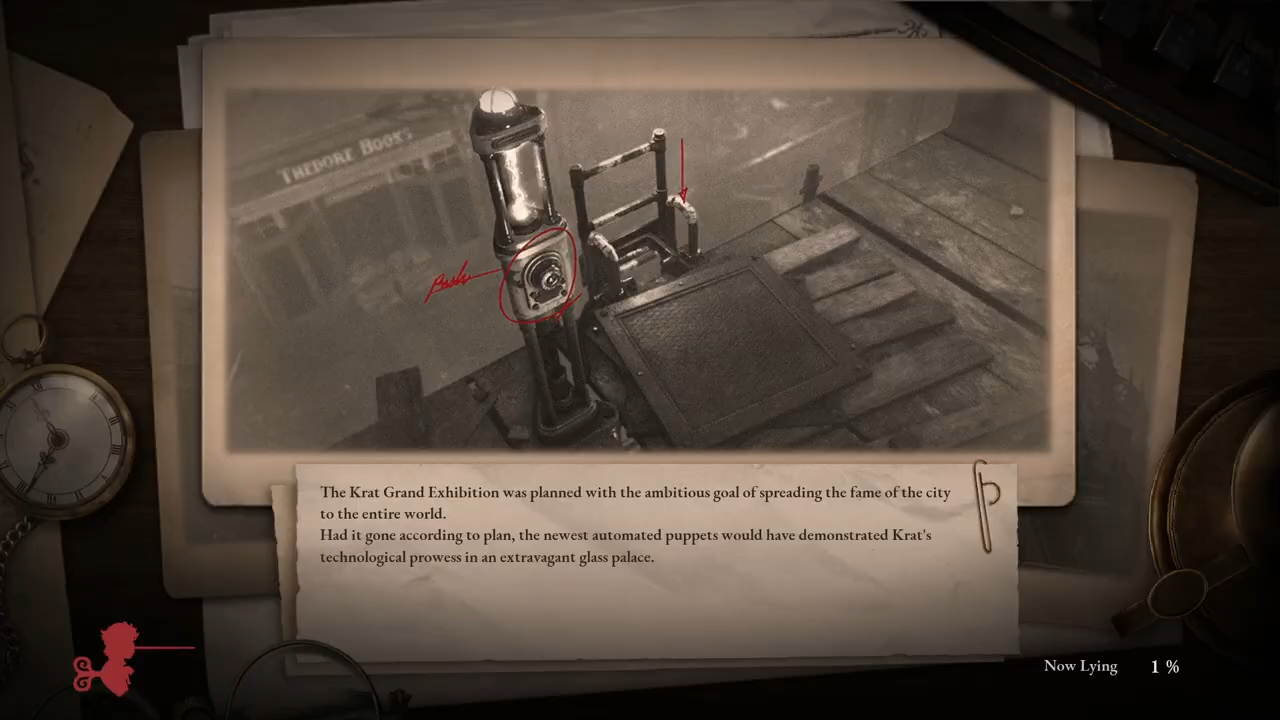 THEDORE BOOKS
Push
The Krat Grand Exhibition was planned with the ambitious goal of spreading the fame of the city
to the entire world.
Had it gone according to plan, the newest automated puppets would have demonstrated Krat's
technological prowess in an extravagant glass palace.
Now Lying 1 %